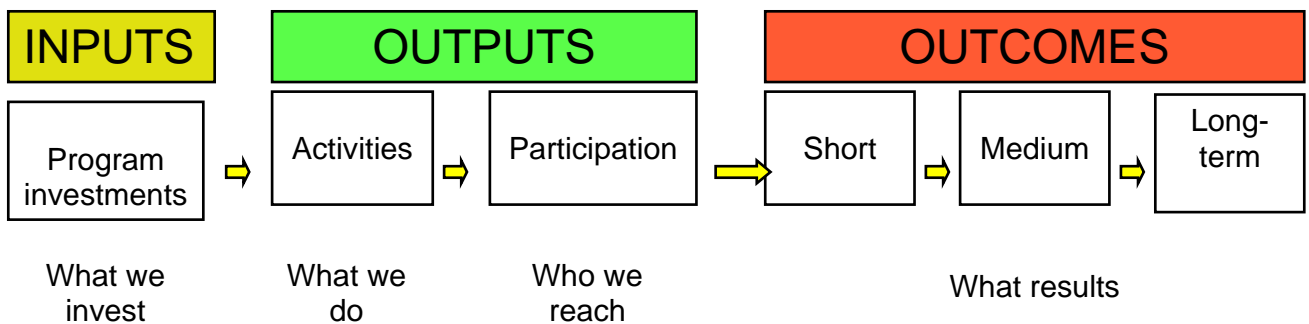 INPUTS
OUTPUTS
OUTCOMES
Program
investments
Activities
Participation
Short
Medium
Long-
term
What we
invest
What we
do
Who we
reach
What results